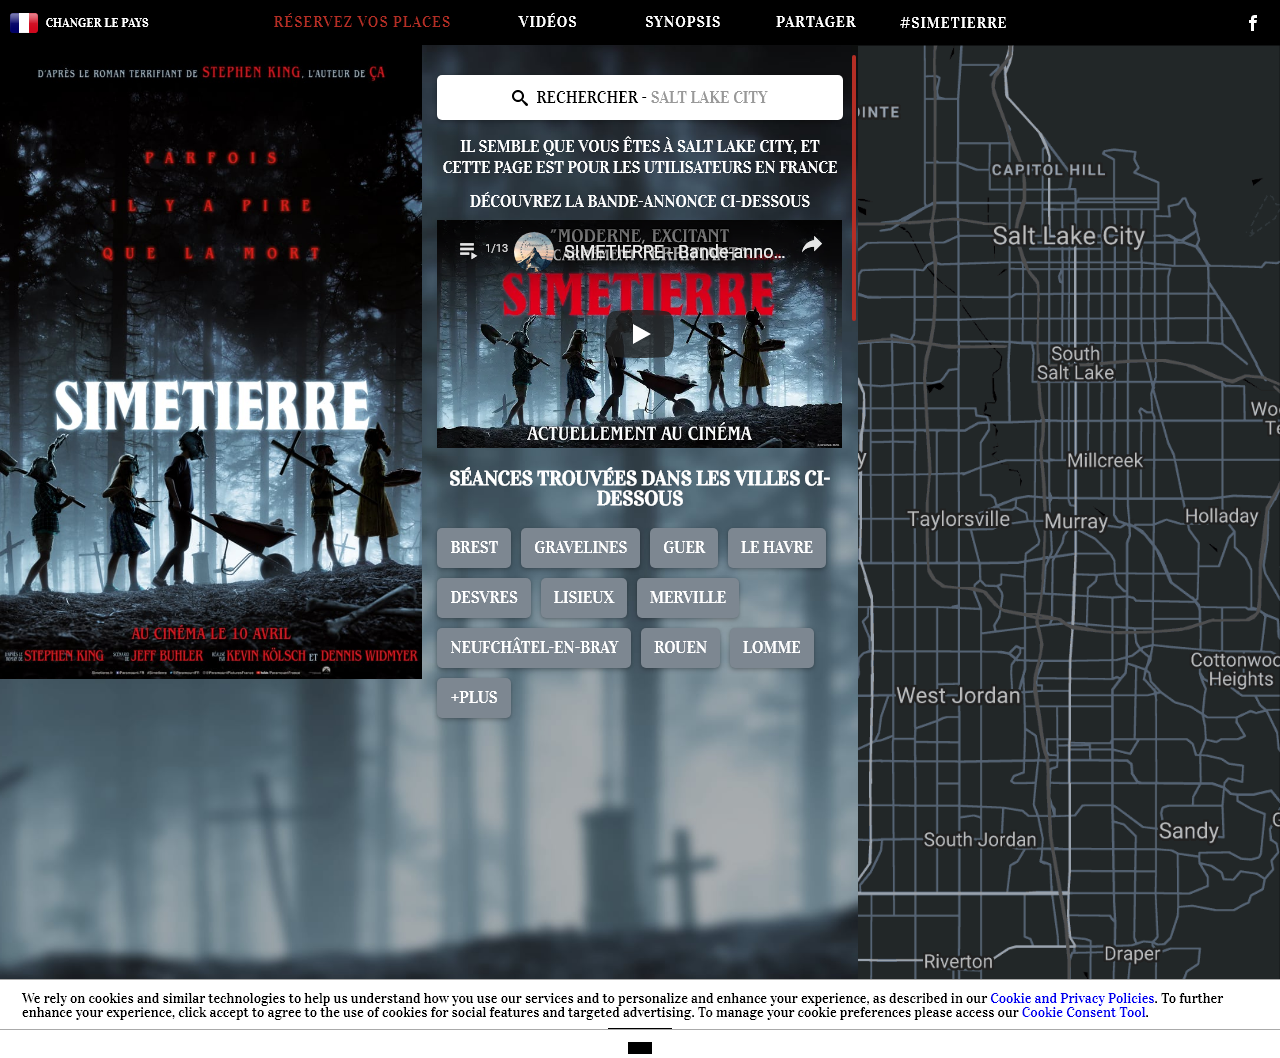 CHANGER LE PAYS
RÉSERVEZ VOS PLACES
VIDÉOS
SYNOPSIS
PARTAGER
#SIMETIERRE
D'APRÈS LE ROMAN TERRIFIANT DE STEPHEN KING, L'AUTEUR DE ÇA
PARFOIS
IL Y A PIRE
QUE LA MORT
SIMETIERRE
AU CINÉMA LE 10 AVRIL
STEPHEN KING JEFF BUHLER KEVIN KÖLSCH ET DENNIS WIDMYER
RECHERCHER - SALT LAKE CITY
IL SEMBLE QUE VOUS ÊTES À SALT LAKE CITY, ET
CETTE PAGE EST POUR LES UTILISATEURS EN FRANCE
DÉCOUVREZ LA BANDE-ANNONCE CI-DESSOUS
"MODERNE, EXCITANT
1/13
SIMETIERRE - Bande-anno...
SIMETIERRE
ACTUELLEMENT AU CINÉMA
SÉANCES TROUVÉES DANS LES VILLES CI-
DESSOUS
BREST
GRAVELINES
GUER
LE HAVRE
DESVRES
LISIEUX
MERVILLE
NEUFCHÂTEL-EN-BRAY
ROUEN
LOMME
+PLUS
OINTE
CAPITOL HILL
Salt Lake City
South
Salt Lake
Woo
Te
y
Millcreek
Taylorsville
Murray
Holladay
Cottonwoo
Heights
West Jordan
South Jordan
Sandy
G
Draper
Riverton
We rely on cookies and similar technologies to help us understand how you use our services and to personalize and enhance your experience, as described in our Cookie and Privacy Policies. To further
enhance your experience, click accept to agree to the use of cookies for social features and targeted advertising. To manage your cookie preferences please access our Cookie Consent Tool.